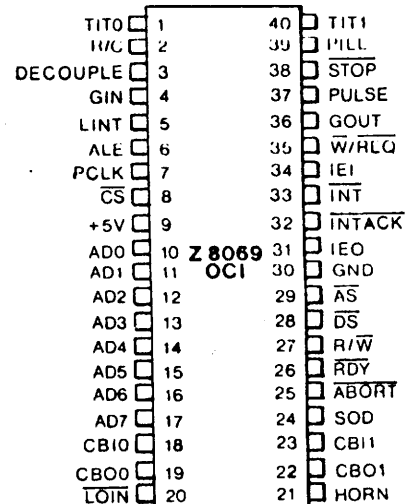 TIT0 1 40 TIT1
R/C 2 39 PILL
DECOUPLE 3 38 STOP
GIN 4 37 PULSE
LINT 5 36 GOUT
ALE 6 35 W/RLQ
PCLK 7 34 IEI
CS 8 33 INT
+5V 9 32 INTACK
AD0 10 Z8069 31 IEO
AD1 11 OCI 30 GND
AD2 12 29 AS
AD3 13 28 DS
AD4 14 27 R/W
AD5 15 26 RDY
AD6 16 25 ABORT
AD7 17 24 SOD
CBI0 18 23 CBI1
CBO0 19 22 CBO1
LOIN 20 21 HORN